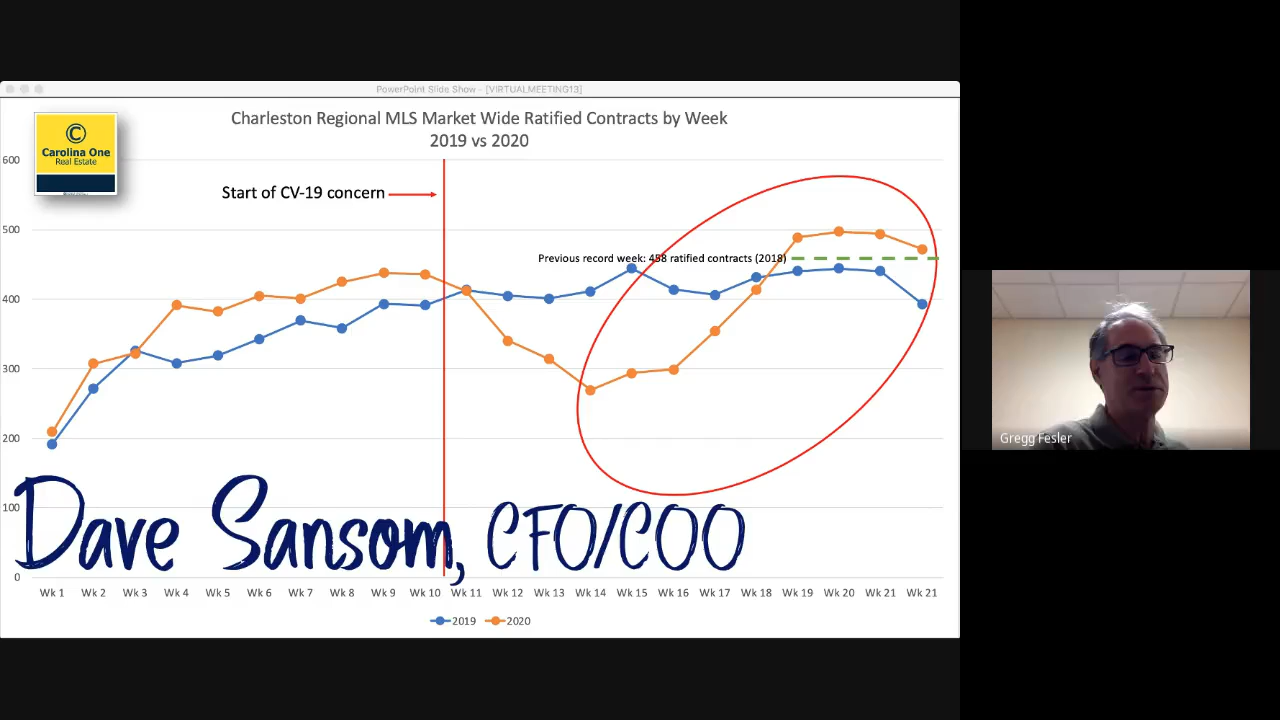 PowerPoint Slide Show - [VIRTUALMEETING13]
Charleston Regional MLS Market Wide Ratified Contracts by Week
2019 vs 2020
C
Carolina One
Real Estate
600
Start of CV-19 concern
500
Previous record week: 458 ratified contracts (2018)
400
300
200
Gregg Fesler
100
Dave Sansom, CFO/COO
0
Wk 1 Wk 2 Wk 3 Wk 4 Wk 5 Wk 6 Wk 7 Wk 8 Wk 9 Wk 10 Wk 11 Wk 12 Wk 13 Wk 14 Wk 15 Wk 16 Wk 17 Wk 18 Wk 19 Wk 20 Wk 21 Wk 21
2019 2020